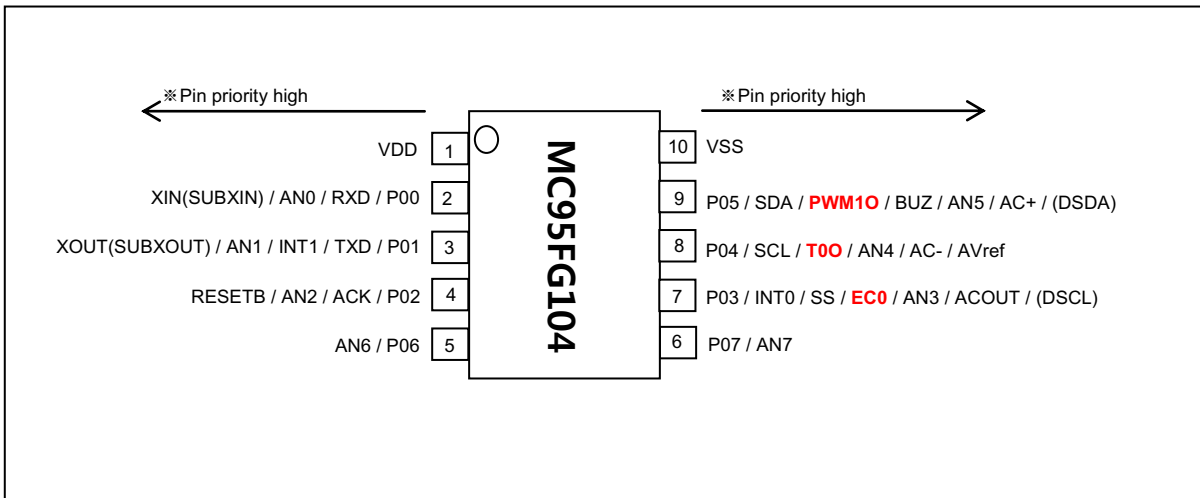 ※Pin priority high
※Pin priority high
VDD 1
10 VSS
XIN(SUBXIN) / AN0 / RXD / P00 2
9 P05 / SDA / PWM1O / BUZ / AN5 / AC+ / (DSDA)
XOUT(SUBXOUT) / AN1 / INT1 / TXD / P01 3
8 P04 / SCL / T0O / AN4 / AC- / AVref
RESETB / AN2 / ACK / P02 4
7 P03 / INT0 / SS / EC0 / AN3 / ACOUT / (DSCL)
AN6 / P06 5
6 P07 / AN7
MC95FG104